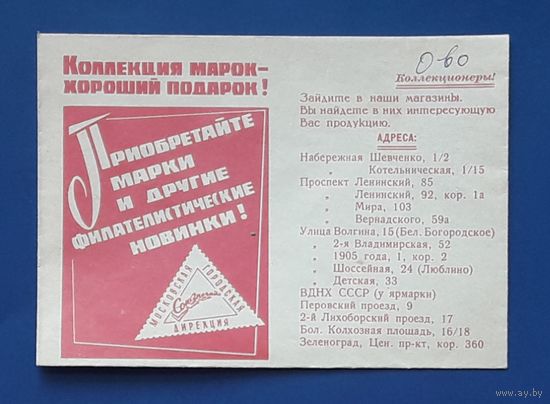 Коллекция марок–
хороший подарок!
Приобретайте
марки
и другие
филателистические
новинки!
Московская
городская
дирекция
О-60
Коллекционеры!
Зайдите в наши магазины.
Вы найдете в них интересующую
Вас продукцию.
АДРЕСА:
Набережная Шевченко, 1/2
„ Котельническая, 1/15
Проспект Ленинский, 85
„ Ленинский, 92, кор. 1а
„ Мира, 103
„ Вернадского, 59а
Улица Волгина, 15 (Бел. Богородское)
„ 2-я Владимирская, 52
„ 1905 года, 1, кор. 2
„ Шоссейная, 24 (Люблино)
„ Детская, 33
ВДНХ СССР (у ярмарки)
Перовский проезд, 9
2-й Лихоборский проезд, 17
Бол. Колхозная площадь, 16/18
Зеленоград, Цен. пр-кт, кор. 360
www.ay.by